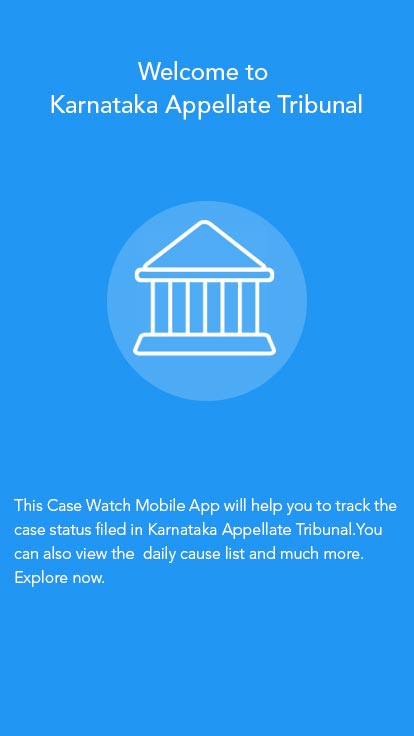 Welcome to
Karnataka Appellate Tribunal
This Case Watch Mobile App will help you to track the
case status filed in Karnataka Appellate Tribunal.You
can also view the  daily cause list and much more.
Explore now.